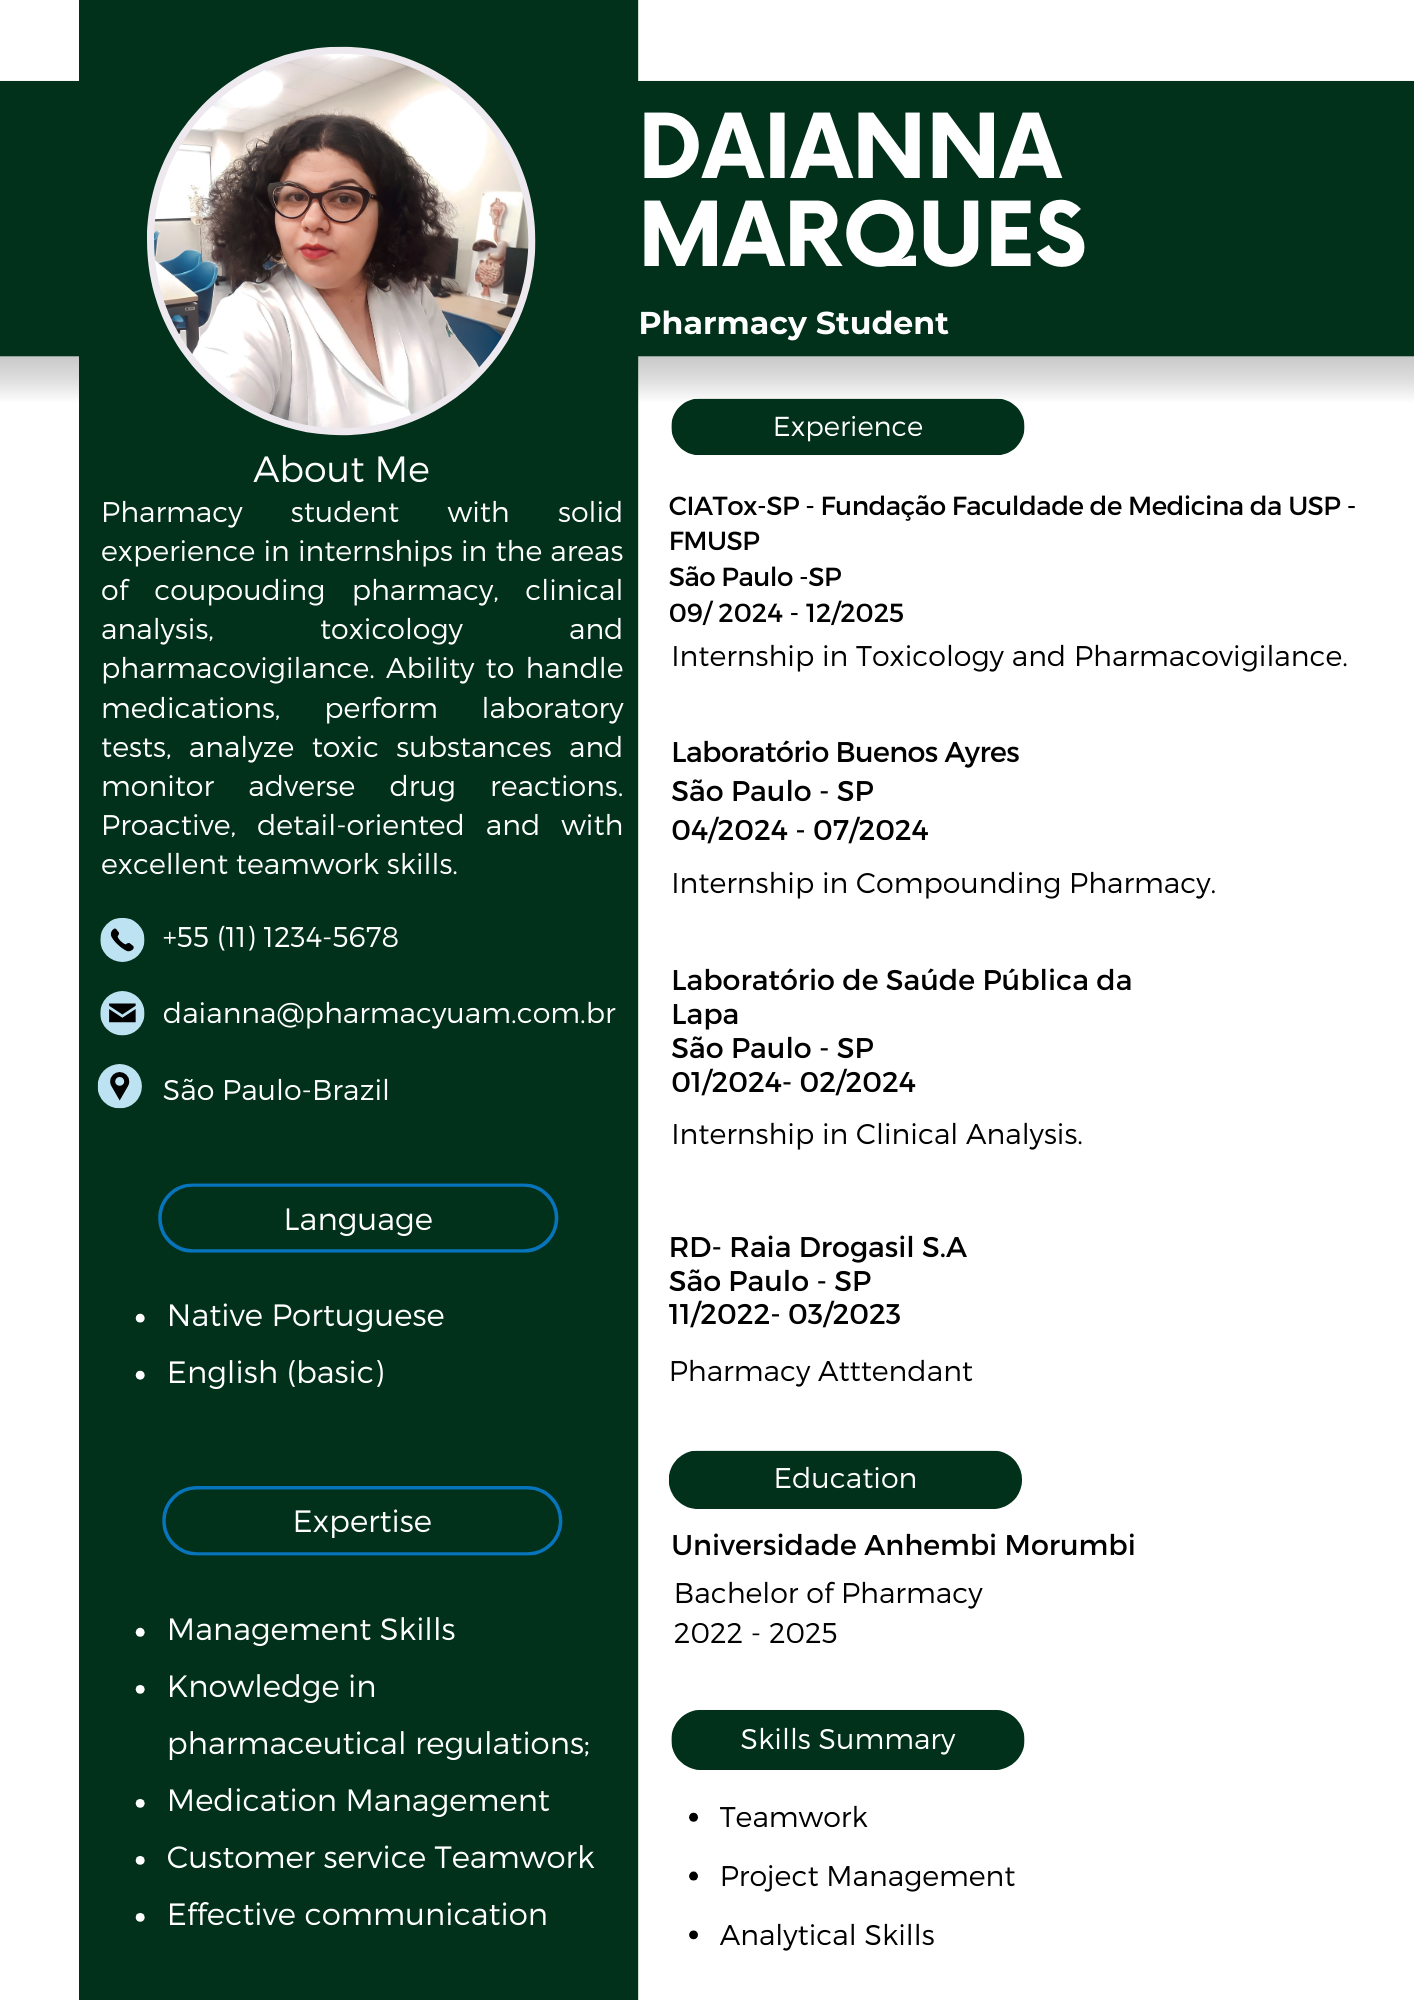 DAIANNA
MARQUES
Pharmacy Student
About Me
Pharmacy student with solid
experience in internships in the areas
of coupouding pharmacy, clinical
analysis, toxicology and
pharmacovigilance. Ability to handle
medications, perform laboratory
tests, analyze toxic substances and
monitor adverse drug reactions.
Proactive, detail-oriented and with
excellent teamwork skills.
+55 (11) 1234-5678
daianna@pharmacyuam.com.br
São Paulo-Brazil
Language
• Native Portuguese
• English (basic)
Expertise
• Management Skills
• Knowledge in
pharmaceutical regulations;
• Medication Management
• Customer service Teamwork
• Effective communication
Experience
CIATox-SP - Fundação Faculdade de Medicina da USP -
FMUSP
São Paulo -SP
09/ 2024 - 12/2025
Internship in Toxicology and Pharmacovigilance.
Laboratório Buenos Ayres
São Paulo - SP
04/2024 - 07/2024
Internship in Compounding Pharmacy.
Laboratório de Saúde Pública da
Lapa
São Paulo - SP
01/2024- 02/2024
Internship in Clinical Analysis.
RD- Raia Drogasil S.A
São Paulo - SP
11/2022- 03/2023
Pharmacy Atttendant
Education
Universidade Anhembi Morumbi
Bachelor of Pharmacy
2022 - 2025
Skills Summary
• Teamwork
• Project Management
• Analytical Skills